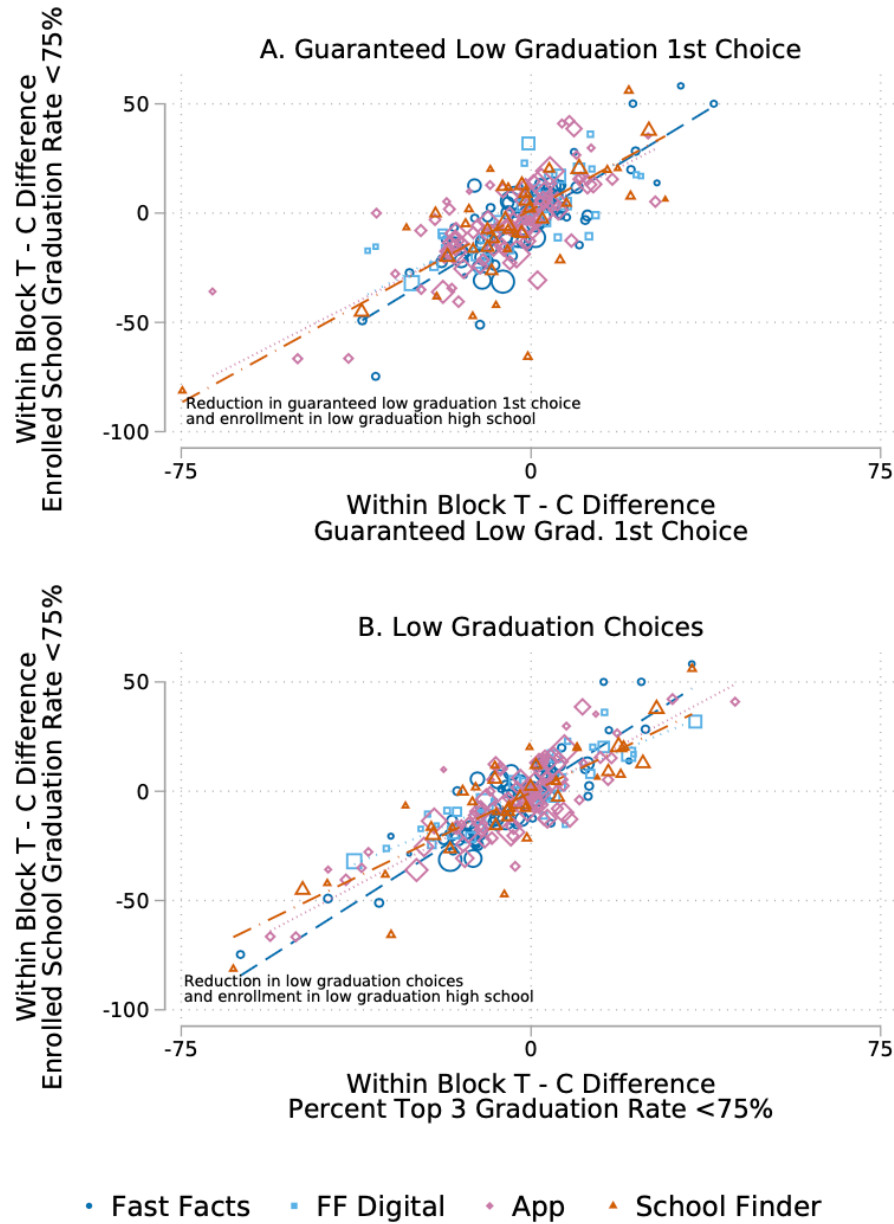 A. Guaranteed Low Graduation 1st Choice
Within Block T - C Difference
Enrolled School Graduation Rate <75%
50
0
-50
-100
Reduction in guaranteed low graduation 1st choice
and enrollment in low graduation high school
-75
0
75
Within Block T - C Difference
Guaranteed Low Grad. 1st Choice
B. Low Graduation Choices
Within Block T - C Difference
Enrolled School Graduation Rate <75%
50
0
-50
-100
Reduction in low graduation choices
and enrollment in low graduation high school
-75
0
75
Within Block T - C Difference
Percent Top 3 Graduation Rate <75%
Fast Facts FF Digital App School Finder